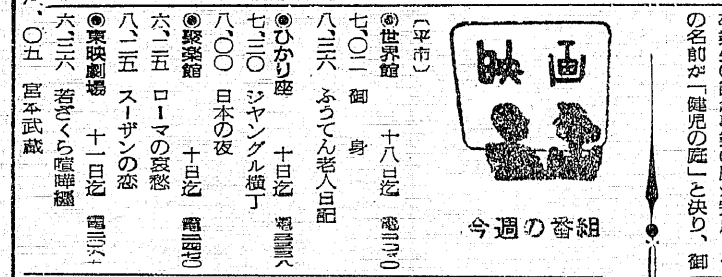 の名前が「健児の庭」と決り、御
映画
今週の番組
〔平市〕
◉世界館 十八日迄
七、〇二 御身
八、三六 ふうてん老人日記
◉ひかり座 十日迄
七、三〇 ジヤングル横丁
八、〇〇 日本の夜
◉聚楽館 十日迄
六、一五 ローマの哀愁
八、二五 スーザンの恋
◉東映劇場 十一日迄
六、三六 若ざくら喧嘩纒
八、〇五 宮本武蔵